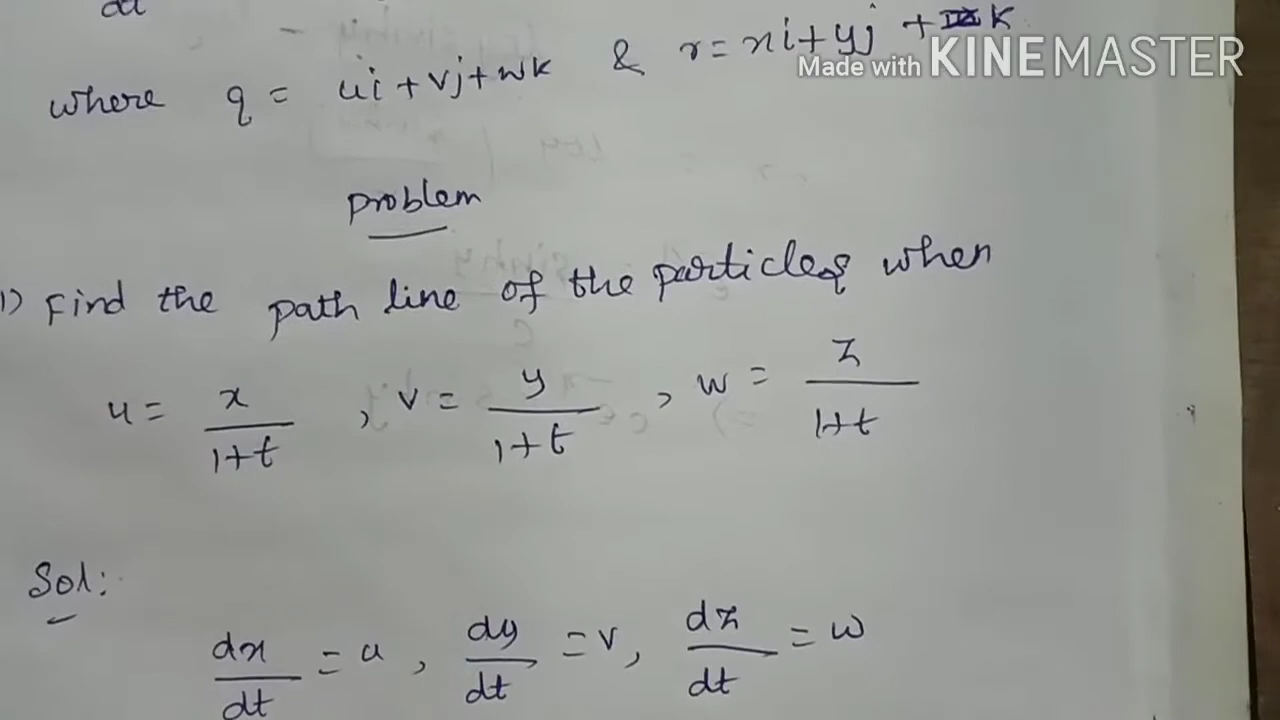 dt
where q = ui + vj + wk & r = xi + yj + k
Made with KINEMASTER
Problem
1) Find the path line of the particles when
u = x/1+t , v = y/1+t , w = z/1+t
Sol:
dx/dt = u , dy/dt = v, dz/dt = w